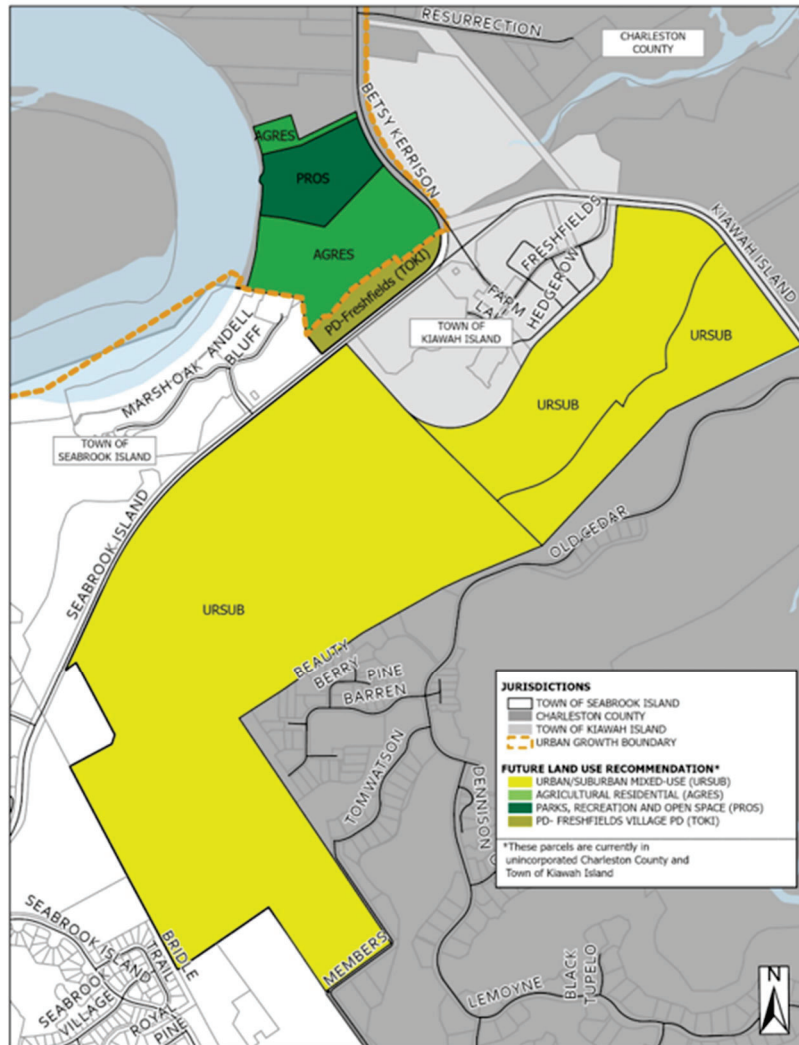 RESURRECTION
CHARLESTON
COUNTY
BETSY KERRISON
AGRES
PROS
AGRES
PD-Freshfields (TOKI)
FRESHFIELDS
KIAWAH ISLAND
FARM
HEDGEROW
TOWN OF
KIAWAH ISLAND
URSUB
URSUB
MARSH OAK
ANDELL
BLUFF
TOWN OF
SEABROOK ISLAND
SEABROOK ISLAND
OLD CEDAR
URSUB
BEAUTY
BERRY
PINE
BARREN
TOM WATSON
DENNISON
JURISDICTIONS
TOWN OF SEABROOK ISLAND
CHARLESTON COUNTY
TOWN OF KIAWAH ISLAND
URBAN GROWTH BOUNDARY
FUTURE LAND USE RECOMMENDATION*
URBAN/SUBURBAN MIXED-USE (URSUB)
AGRICULTURAL RESIDENTIAL (AGRES)
PARKS, RECREATION AND OPEN SPACE (PROS)
PD- FRESHFIELDS VILLAGE PD (TOKI)
*These parcels are currently in
unincorporated Charleston County and
Town of Kiawah Island
SEABROOK ISLAND
BRIDLE
TRAIL
SEABROOK
VILLAGE
ROYAL
PINE
MEMBERS
LEMOYNE
BLACK
TUPELO
N